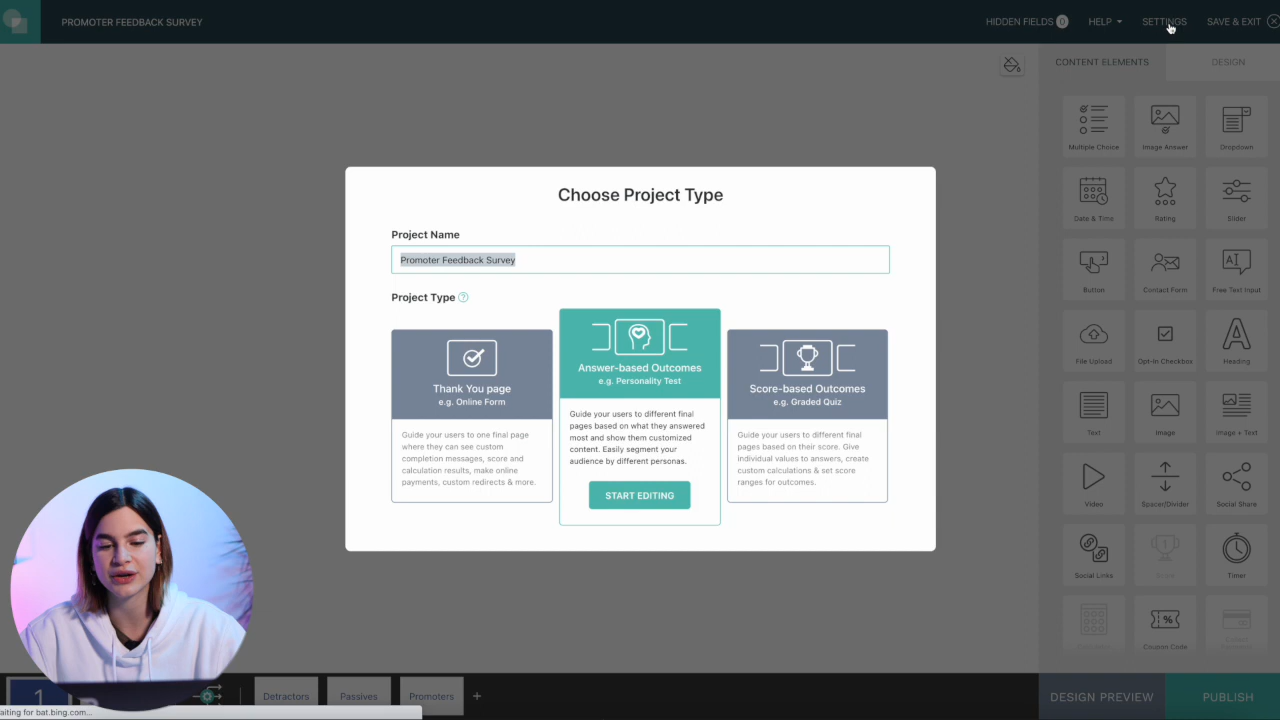 PROMOTER FEEDBACK SURVEY
HIDDEN FIELDS 0
HELP
SETTINGS
SAVE & EXIT
CONTENT ELEMENTS
DESIGN
Choose Project Type
Project Name
Promoter Feedback Survey
Project Type ?
Thank You page
e.g. Online Form
Guide your users to one final page
where they can see custom
completion messages, score and
calculation results, make online
payments, custom redirects & more.
Answer-based Outcomes
e.g. Personality Test
Guide your users to different final
pages based on what they answered
most and show them customized
content. Easily segment your
audience by different personas.
START EDITING
Score-based Outcomes
e.g. Graded Quiz
Guide your users to different final
pages based on their score. Give
individual values to answers, create
custom calculations & set score
ranges for outcomes.
Multiple Choice
Image Answer
Dropdown
Date & Time
Rating
Slider
Button
Contact Form
AI
Free Text Input
File Upload
Opt-In Checkbox
A
Heading
Text
Image
Image + Text
Video
Spacer/Divider
Social Share
Social Links
1
Timer
%
Coupon Code
1
Detractors
Passives
Promoters
+
DESIGN PREVIEW
PUBLISH
aiting for bat.bing.com...